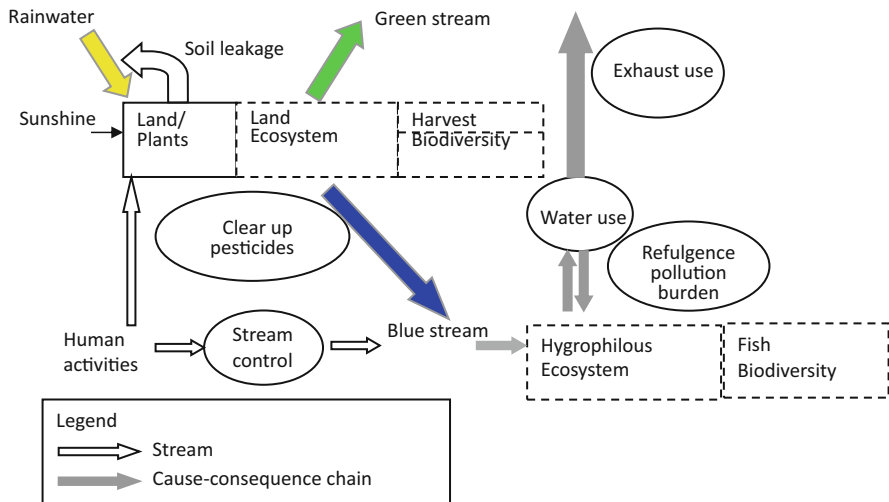 Rainwater
Soil leakage
Green stream
Exhaust use
Sunshine
Land/
Plants
Land
Ecosystem
Harvest
Biodiversity
Clear up
pesticides
Water use
Refulgence
pollution
burden
Human
activities
Stream
control
Blue stream
Hygrophilous
Ecosystem
Fish
Biodiversity
Legend
Stream
Cause-consequence chain